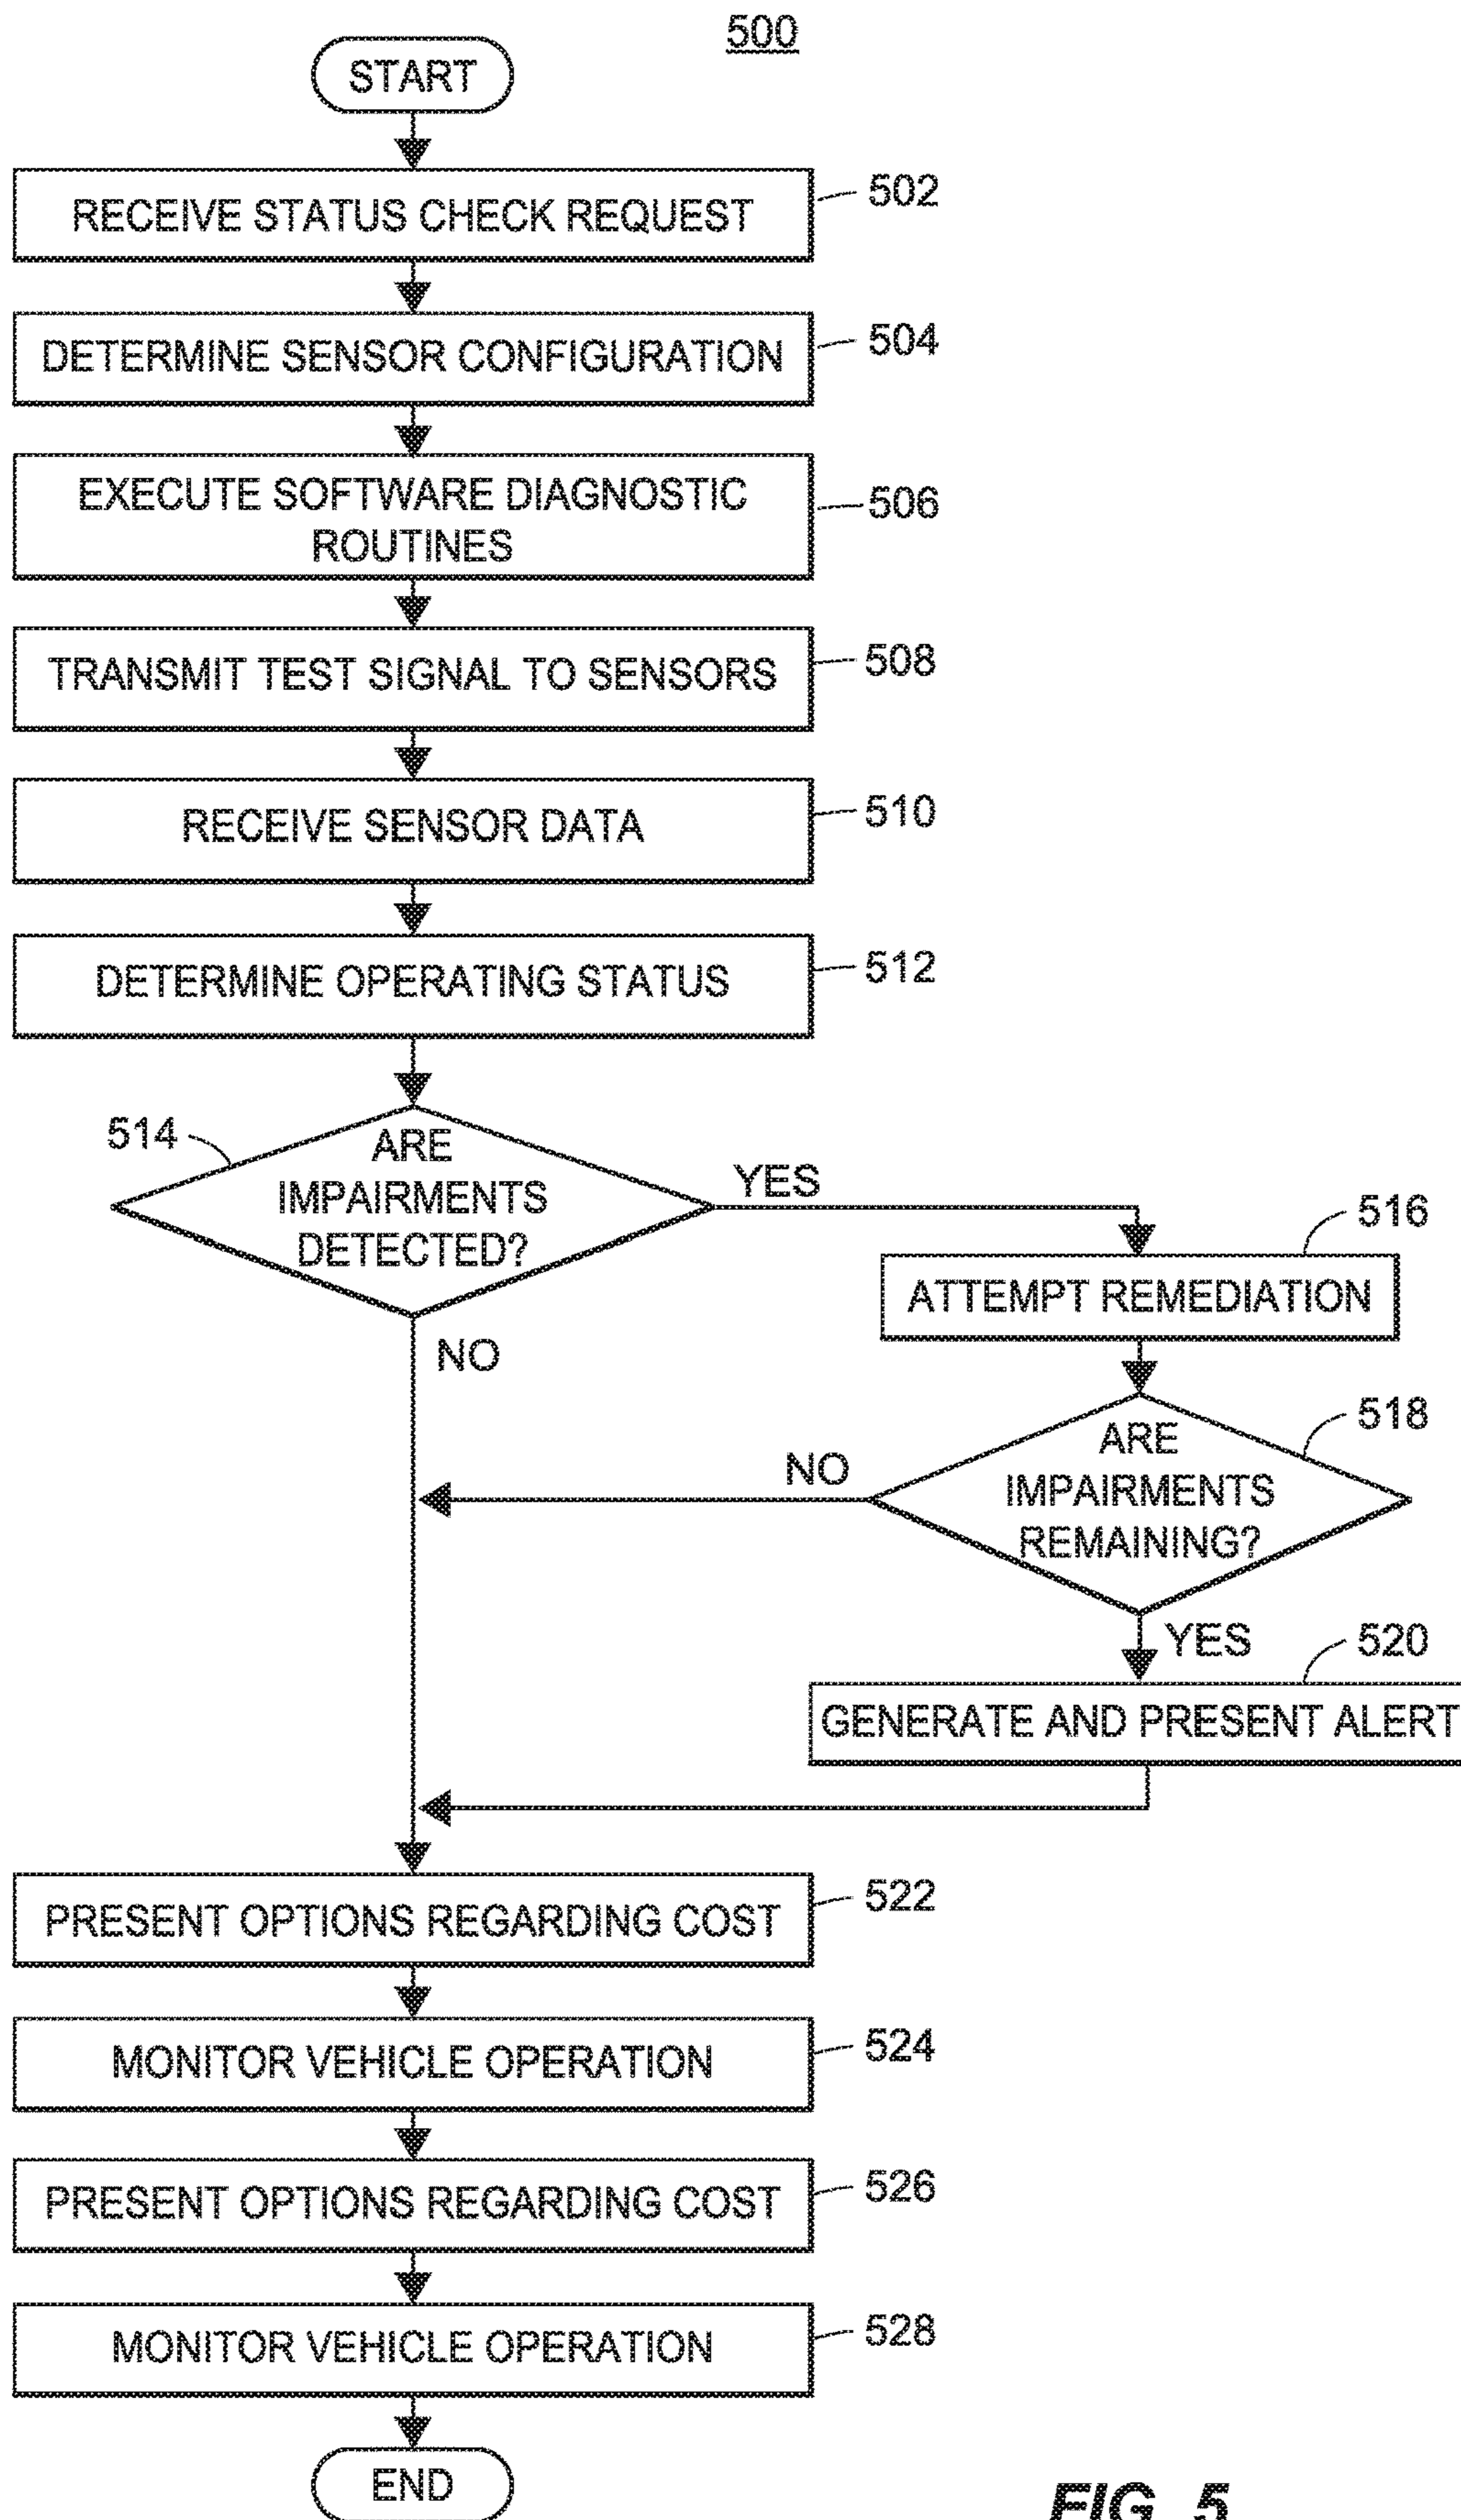 500
START
RECEIVE STATUS CHECK REQUEST
502
DETERMINE SENSOR CONFIGURATION
504
EXECUTE SOFTWARE DIAGNOSTIC
ROUTINES
506
TRANSMIT TEST SIGNAL TO SENSORS
508
RECEIVE SENSOR DATA
510
DETERMINE OPERATING STATUS
512
514
ARE
IMPAIRMENTS
DETECTED?
YES
NO
516
ATTEMPT REMEDIATION
518
ARE
IMPAIRMENTS
REMAINING?
NO
YES
520
GENERATE AND PRESENT ALERT
PRESENT OPTIONS REGARDING COST
522
MONITOR VEHICLE OPERATION
524
PRESENT OPTIONS REGARDING COST
526
MONITOR VEHICLE OPERATION
528
END
FIG. 5